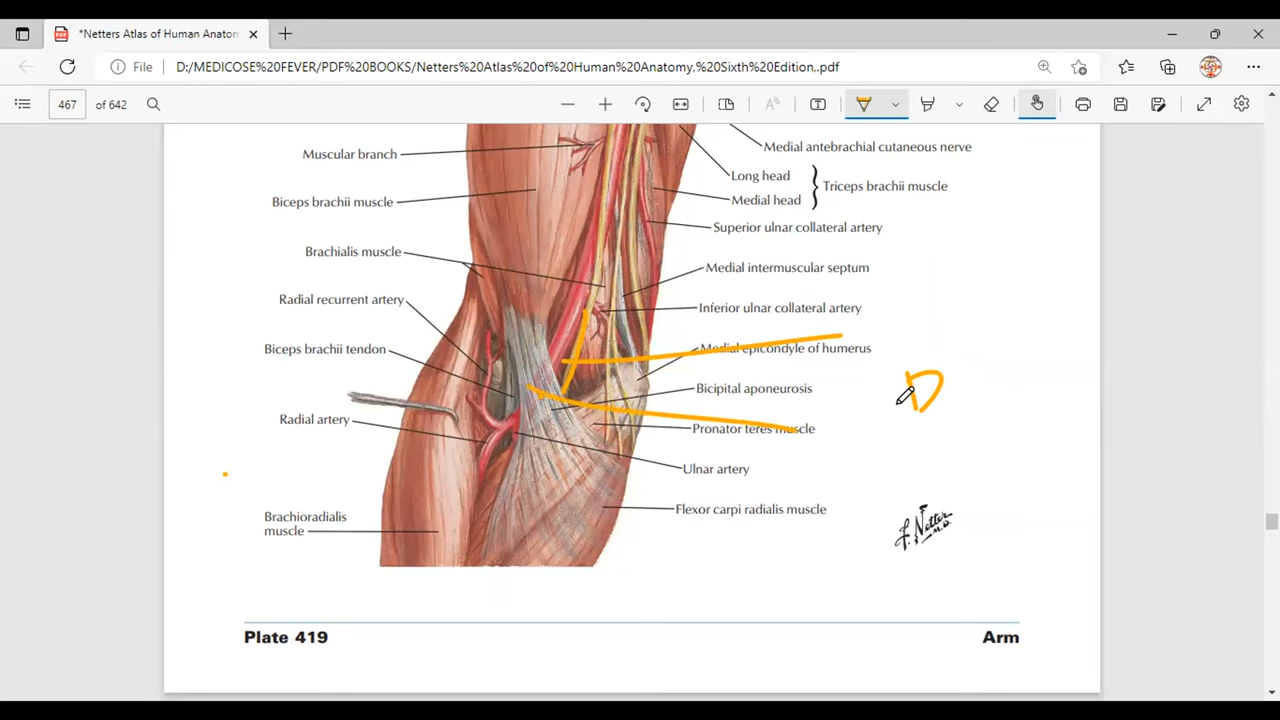 *Netters Atlas of Human Anatom
File
D:/MEDICOSE%20FEVER/PDF%20BOOKS/Netters%20Atlas%20of%20Human%20Anatomy,%20Sixth%20Edition,.pdf
467 of 642
Muscular branch
Medial antebrachial cutaneous nerve
Long head
Triceps brachii muscle
Medial head
Biceps brachii muscle
Superior ulnar collateral artery
Brachialis muscle
Medial intermuscular septum
Radial recurrent artery
Inferior ulnar collateral artery
Biceps brachii tendon
Medial epicondyle of humerus
Bicipital aponeurosis
D
Radial artery
Pronator teres muscle
Ulnar artery
Brachioradialis
muscle
Flexor carpi radialis muscle
f. Netter
M.D.
Plate 419
Arm